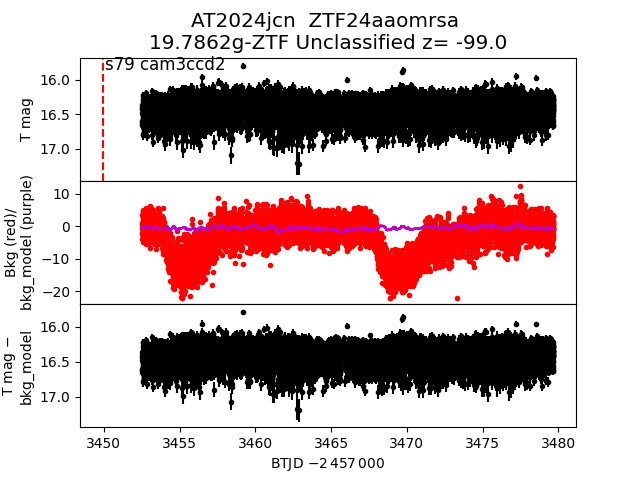 AT2024jcn  ZTF24aaomrsa
19.7862g-ZTF Unclassified z= -99.0
s79 cam3ccd2
T mag
16.0
16.5
17.0
Bkg (red)/
bkg_model (purple)
10
0
−10
−20
T mag −
bkg_model
16.0
16.5
17.0
3450
3455
3460
3465
3470
3475
3480
BTJD −2 457 000